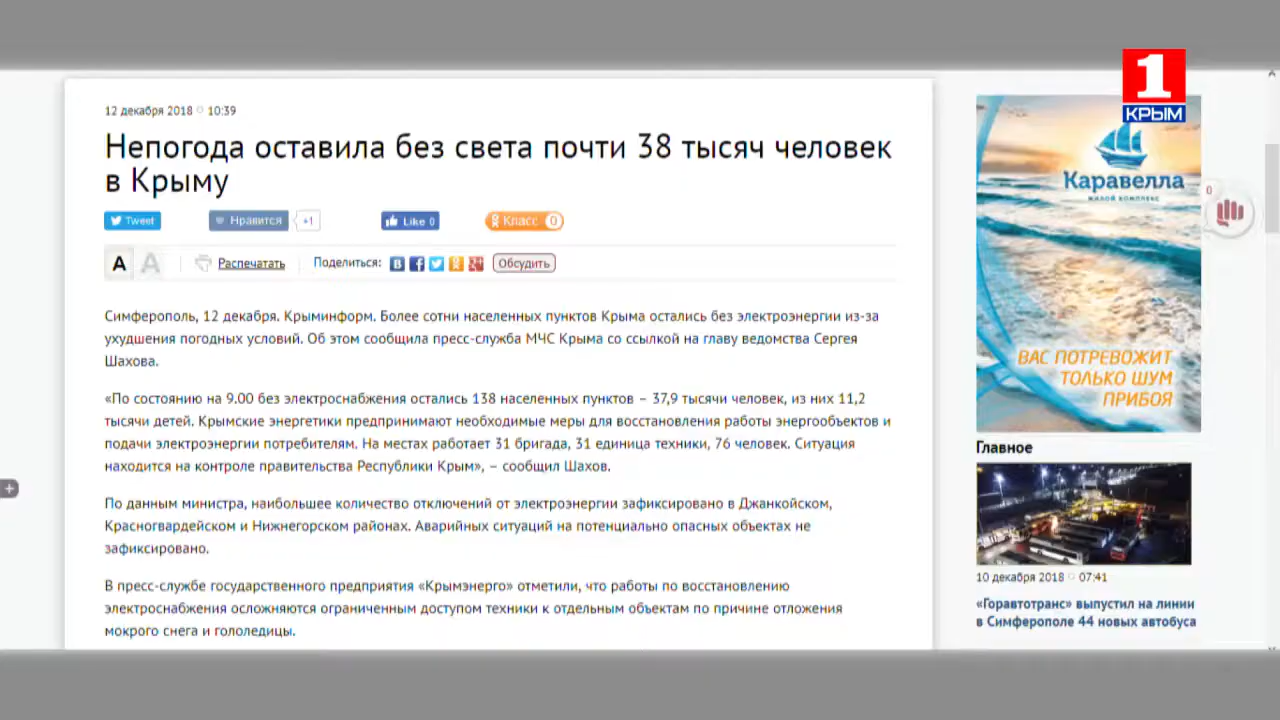 1
КРЫМ
12 декабря 2018 10:39
Непогода оставила без света почти 38 тысяч человек
в Крыму
Tweet
Нравится
+1
Like 0
Класс 0
A A
Распечатать
Поделиться:
Обсудить
Симферополь, 12 декабря. Крыминформ. Более сотни населенных пунктов Крыма остались без электроэнергии из-за
ухудшения погодных условий. Об этом сообщила пресс-служба МЧС Крыма со ссылкой на главу ведомства Сергея
Шахова.
«По состоянию на 9.00 без электроснабжения остались 138 населенных пунктов – 37,9 тысячи человек, из них 11,2
тысячи детей. Крымские энергетики предпринимают необходимые меры для восстановления работы энергообъектов и
подачи электроэнергии потребителям. На местах работает 31 бригада, 31 единица техники, 76 человек. Ситуация
находится на контроле правительства Республики Крым», – сообщил Шахов.
По данным министра, наибольшее количество отключений от электроэнергии зафиксировано в Джанкойском,
Красногвардейском и Нижнегорском районах. Аварийных ситуаций на потенциально опасных объектах не
зафиксировано.
В пресс-службе государственного предприятия «Крымэнерго» отметили, что работы по восстановлению
электроснабжения осложняются ограниченным доступом техники к отдельным объектам по причине отложения
мокрого снега и гололедицы.
Каравелла
ЖИЛОЙ КОМПЛЕКС
ВАС ПОТРЕВОЖИТ
ТОЛЬКО ШУМ
ПРИБОЯ
0
Главное
10 декабря 2018 07:41
«Горавтотранс» выпустил на линии
в Симферополе 44 новых автобуса